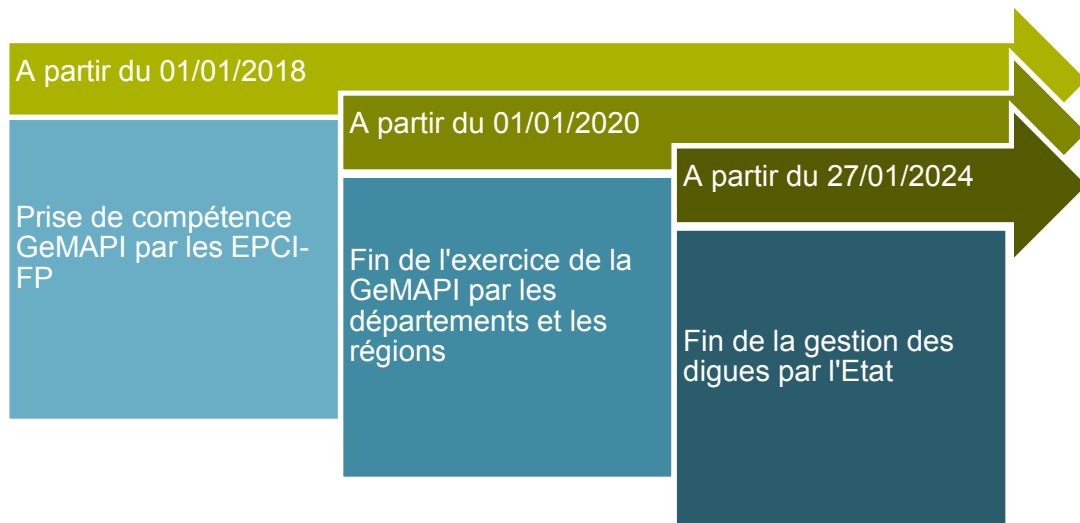 A partir du 01/01/2018
Prise de compétence
GeMAPI par les EPCI-
FP
A partir du 01/01/2020
Fin de l'exercice de la
GeMAPI par les
départements et les
régions
A partir du 27/01/2024
Fin de la gestion des
digues par l'Etat